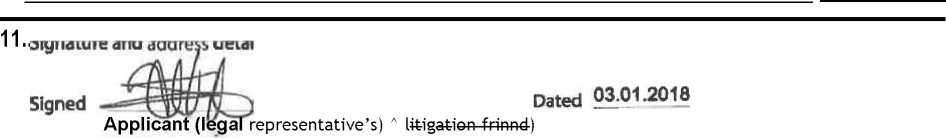 11. Signature and address detai
Signed Dated 03.01.2018
Applicant (legal representative's) ^ litigation frinnd)